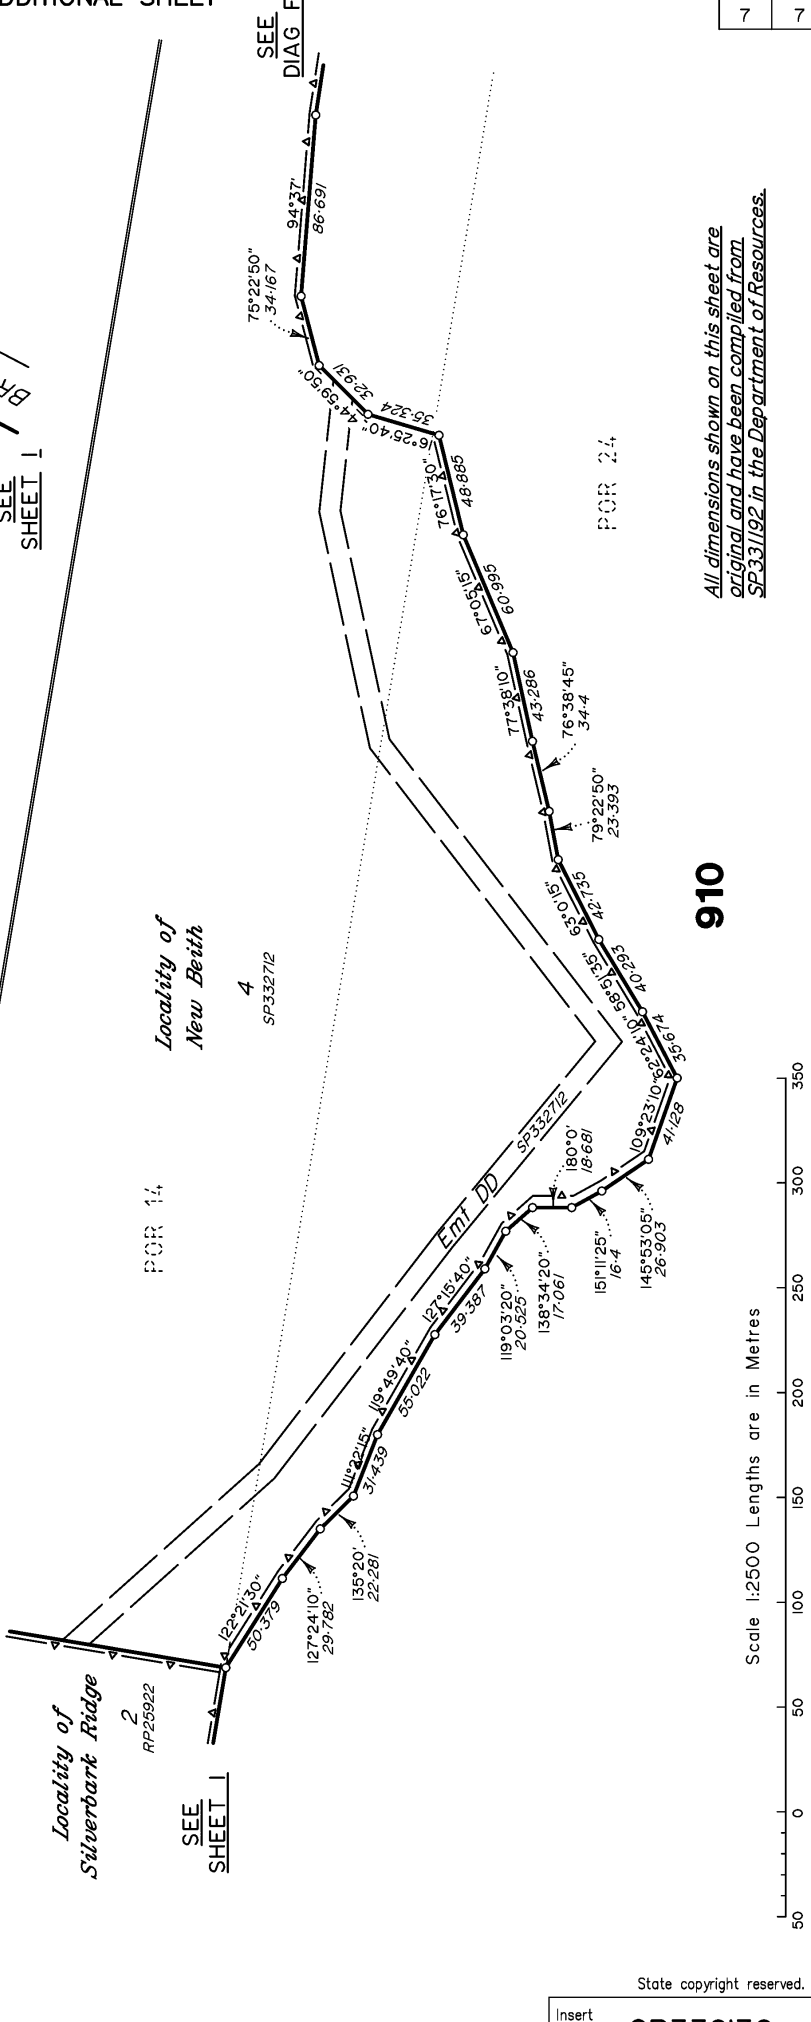 DDITIONAL SHEET
7 7
SEE
DIAG F
SEE
SHEET 1
BR
94°37'
86·691
75°22'50"
34·167
44°59'50"
32·931
16°25'40"
35·324
76°17'30"
48·885
67°05'15"
60·995
77°38'10"
43·286
76°38'45"
34·4
79°22'50"
23·393
63°0'15"
42·735
58°51'35"
40·293
62°24'10"
35·674
109°23'10"
41·128
145°53'05"
26·903
151°11'25"
16·4
180°0'
18·681
138°34'20"
17·061
119°03'20"
20·525
127°15'40"
39·387
119°49'40"
55·022
111°22'15"
31·439
135°20'
22·281
127°24'10"
29·782
122°21'30"
50·379
POR 24
All dimensions shown on this sheet are
original and have been compiled from
SP331192 in the Department of Resources.
Locality of
New Beith
4
SP332712
910
POR 14
Emt DD
SP332712
Locality of
Silverbark Ridge
2
RP25922
SEE
SHEET 1
Scale 1:2500 Lengths are in Metres
50 0 50 100 150 200 250 300 350
State copyright reserved.
Insert